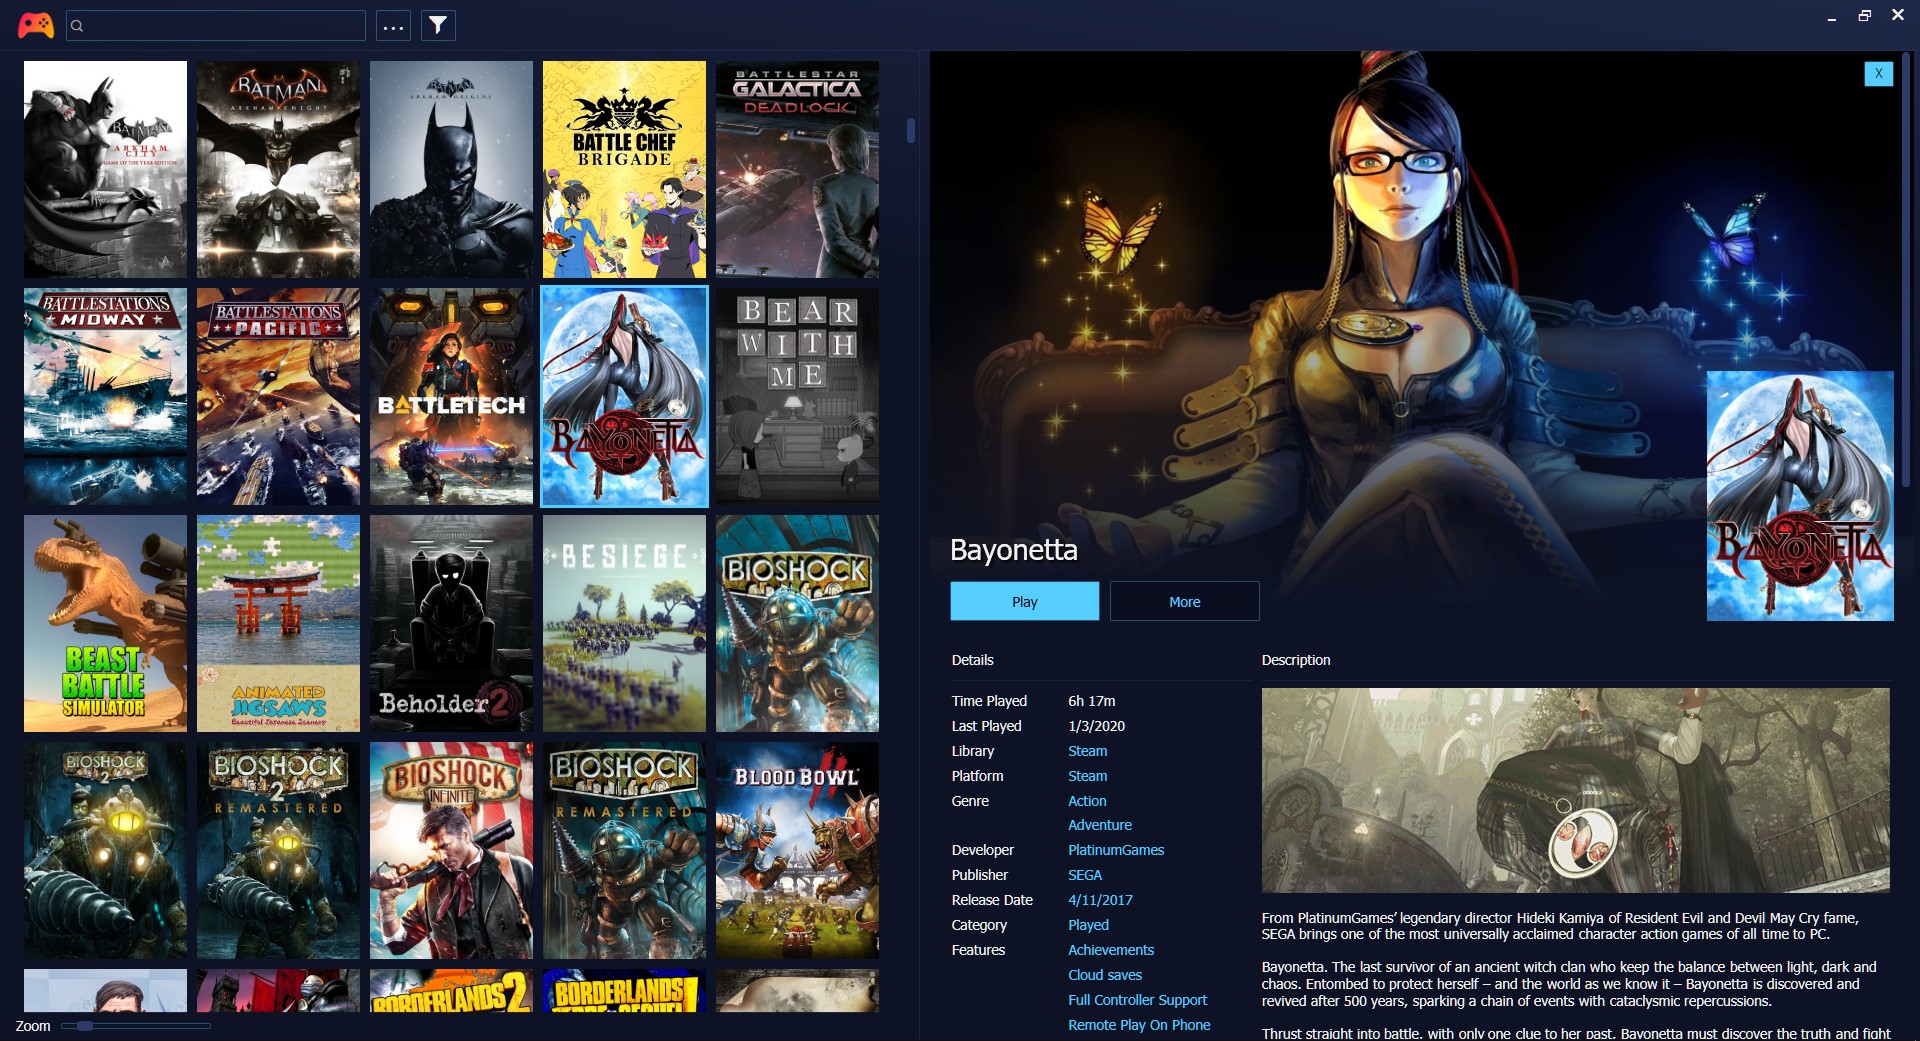 ...
X
BATMAN
ARKHAM
CITY
GAME OF THE YEAR EDITION
BATMAN
ARKHAM KNIGHT
BATMAN
ARKHAM ORIGINS
BATTLE CHEF
BRIGADE
BATTLESTAR
GALACTICA
DEADLOCK
BATTLESTATIONS
MIDWAY
BATTLESTATIONS
PACIFIC
BATTLETECH
BAYONETTA
BEAR
WITH
ME
BEAST
BATTLE
SIMULATOR
ANIMATED
JIGSAWS
Beautiful Japanese Scenery
Beholder 2
BESIEGE
BIOSHOCK
BIOSHOCK
2
BIOSHOCK
2
REMASTERED
BIOSHOCK
INFINITE
BIOSHOCK
REMASTERED
BLOOD BOWL II
BORDERLANDS 2
BORDERLANDS
Zoom
BAYONETTA
Bayonetta
Play
More
Details
Time Played 6h 17m
Last Played 1/3/2020
Library Steam
Platform Steam
Genre Action
Adventure
Developer PlatinumGames
Publisher SEGA
Release Date 4/11/2017
Category Played
Features Achievements
Cloud saves
Full Controller Support
Remote Play On Phone
Description
From PlatinumGames’ legendary director Hideki Kamiya of Resident Evil and Devil May Cry fame,
SEGA brings one of the most universally acclaimed character action games of all time to PC.
Bayonetta. The last survivor of an ancient witch clan who keep the balance between light, dark and
chaos. Entombed to protect herself – and the world as we know it – Bayonetta is discovered and
revived after 500 years, sparking a chain of events with cataclysmic repercussions.
Thrust straight into battle, with only one clue to her past, Bayonetta must discover the truth and fight